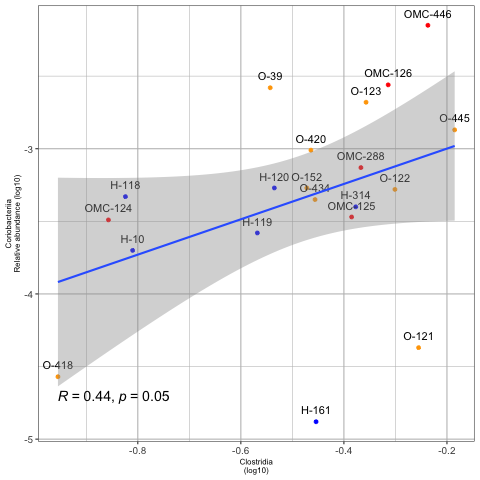 OMC-446
OMC-126
O-39
O-123
O-445
O-420
OMC-288
H-120
O-152
O-122
H-118
O-434
H-314
OMC-124
OMC-125
H-119
H-10
O-121
O-418
R = 0.44, p = 0.05
H-161
-3
-4
-5
Coriobacteriia
Relative abundance (log10)
-0.8
-0.6
-0.4
-0.2
Clostridia
(log10)